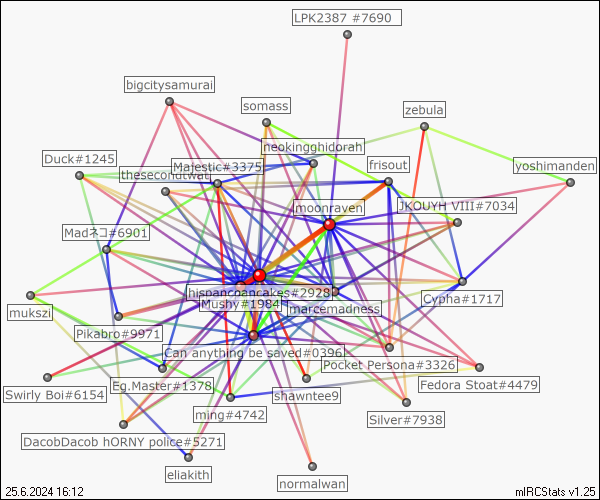 LPK2387 #7690
bigcitysamurai
somass
zebula
neokingghidorah
Duck#1245
Majestic#3375
frisout
thesecondtwat
yoshimanden
moonraven
JKOUYH VIII#7034
Madネコ#6901
hispancpancakes#2928
Cypha#1717
Mushy#1984
marcemadness
mukszi
Pikabro#9971
Can anything be saved#0396
Pocket Persona#3326
Eg.Master#1378
Fedora Stoat#4479
Swirly Boi#6154
shawntee9
ming#4742
Silver#7938
DacobDacob hORNY police#5271
eliakith
normalwan
25.6.2024 16:12
mIRCStats v1.25